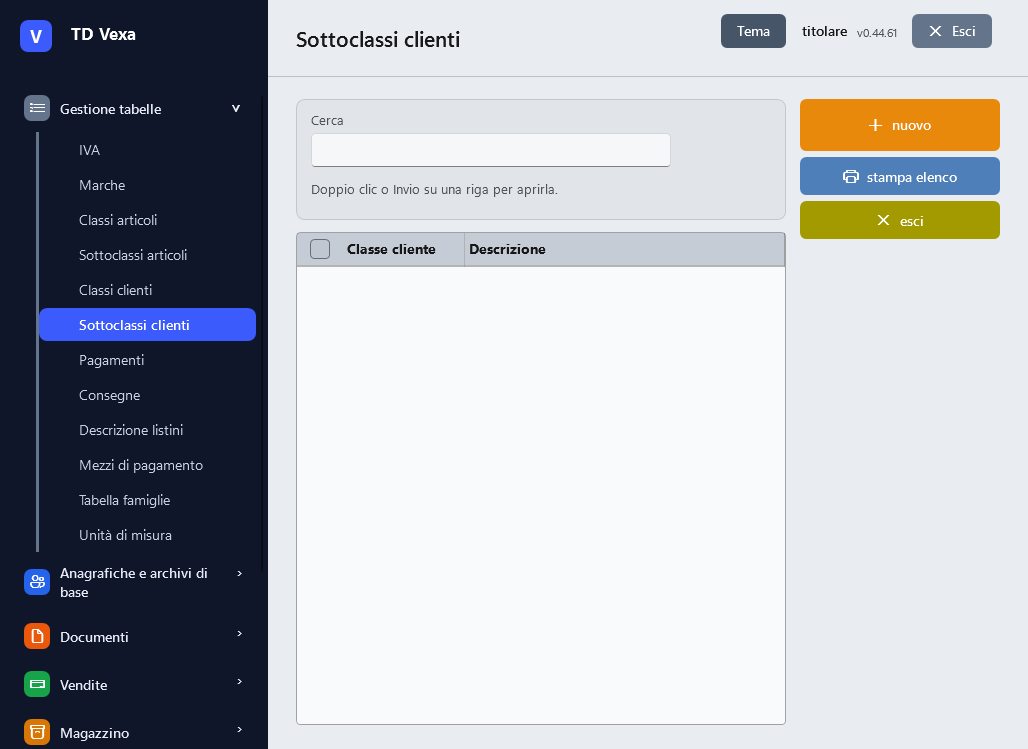 V
TD Vexa
Gestione tabelle
IVA
Marche
Classi articoli
Sottoclassi articoli
Classi clienti
Sottoclassi clienti
Pagamenti
Consegne
Descrizione listini
Mezzi di pagamento
Tabella famiglie
Unità di misura
Anagrafiche e archivi di
base
Documenti
Vendite
Magazzino
Sottoclassi clienti
Tema
titolare v0.44.61
Esci
Cerca
Doppio clic o Invio su una riga per aprirla.
Classe cliente Descrizione
nuovo
stampa elenco
esci